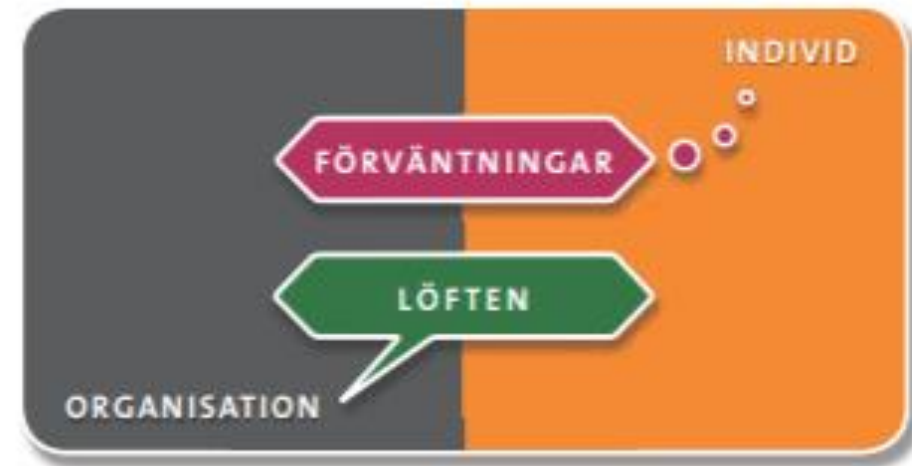 INDIVID
FÖRVÄNTNINGAR
LÖFTEN
ORGANISATION